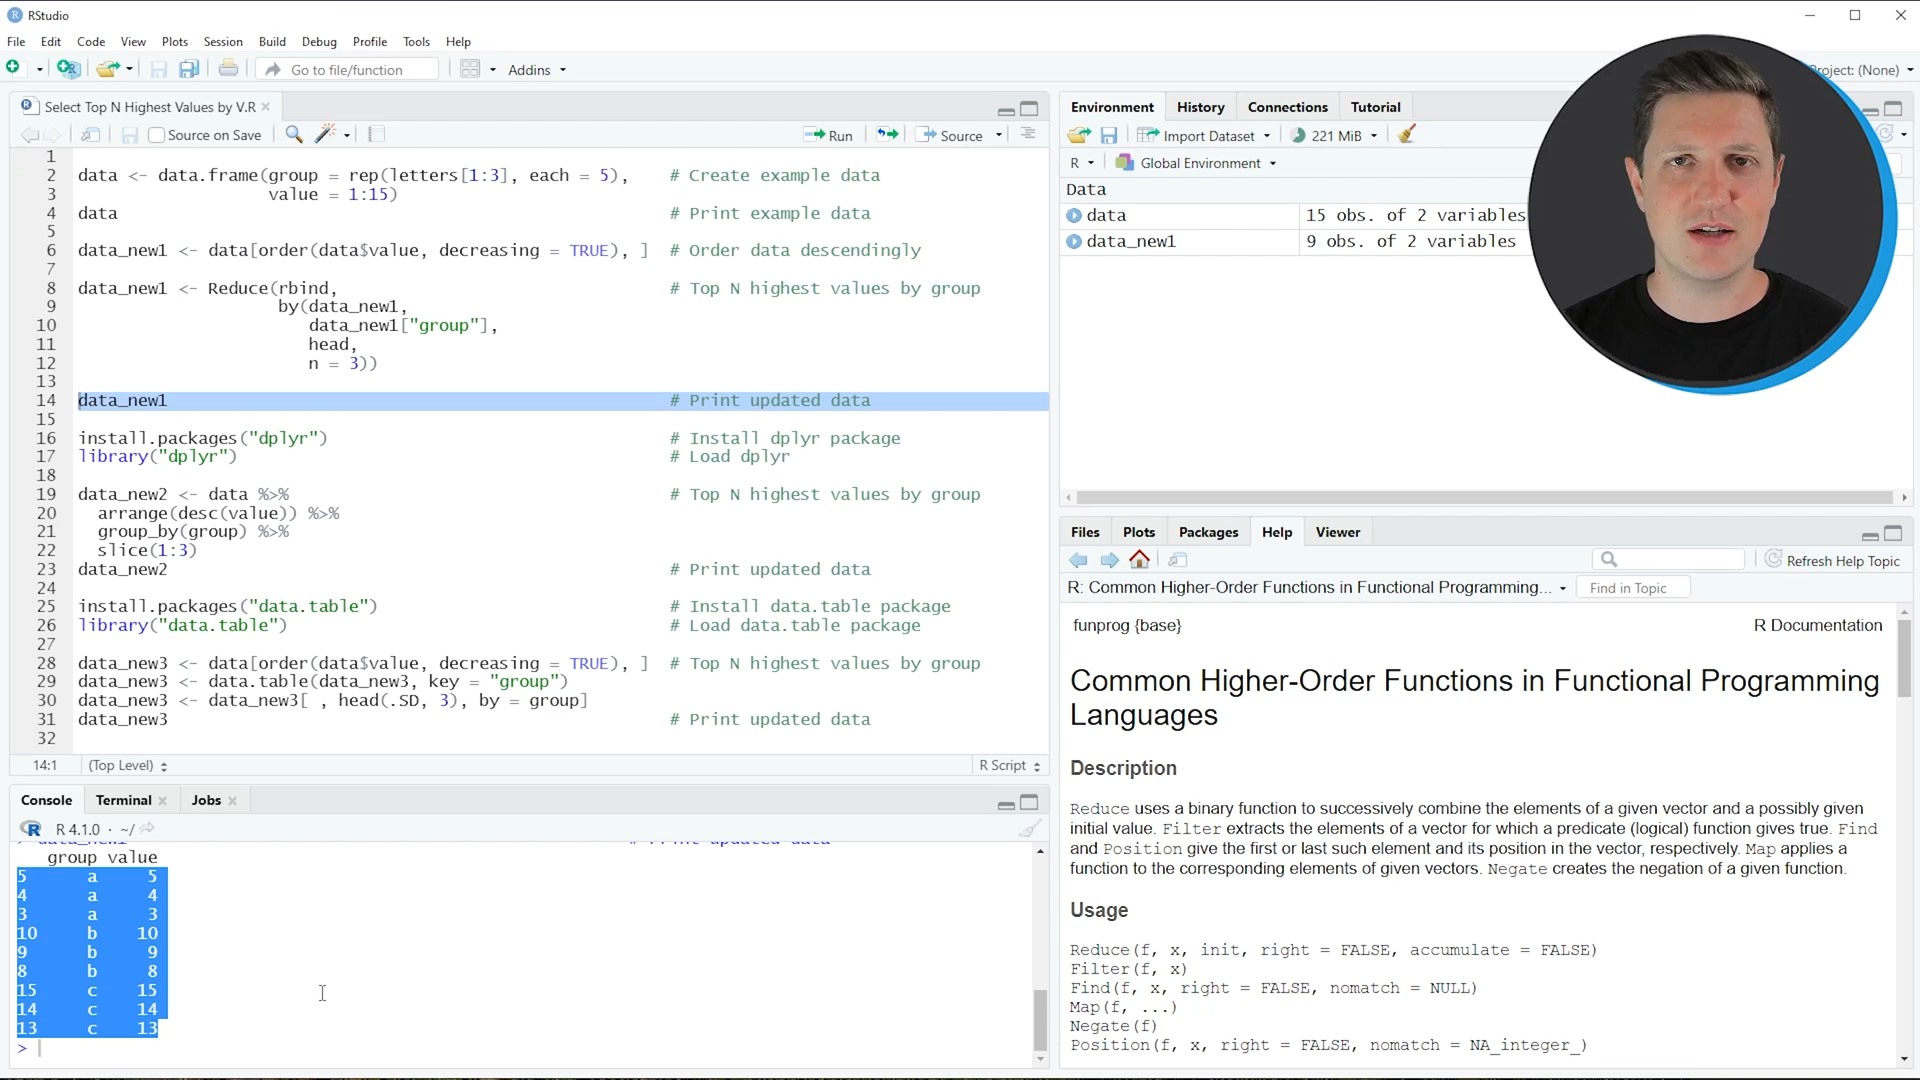 RStudio
File Edit Code View Plots Session Build Debug Profile Tools Help
Go to file/function Addins Project: (None)
Select Top N Highest Values by V.R
Source on Save Run Source
1
2 data <- data.frame(group = rep(letters[1:3], each = 5), # Create example data
3 value = 1:15)
4 data # Print example data
5
6 data_new1 <- data[order(data$value, decreasing = TRUE), ] # Order data descendingly
7
8 data_new1 <- Reduce(rbind, # Top N highest values by group
9 by(data_new1,
10 data_new1["group"],
11 head,
12 n = 3))
13
14 data_new1 # Print updated data
15
16 install.packages("dplyr") # Install dplyr package
17 library("dplyr") # Load dplyr
18
19 data_new2 <- data %>% # Top N highest values by group
20 arrange(desc(value)) %>%
21 group_by(group) %>%
22 slice(1:3)
23 data_new2 # Print updated data
24
25 install.packages("data.table") # Install data.table package
26 library("data.table") # Load data.table package
27
28 data_new3 <- data[order(data$value, decreasing = TRUE), ] # Top N highest values by group
29 data_new3 <- data.table(data_new3, key = "group")
30 data_new3 <- data_new3[ , head(.SD, 3), by = group]
31 data_new3 # Print updated data
32
14:1 (Top Level) R Script
Console Terminal Jobs
R 4.1.0 · ~/
> data_new1 # Print updated data
group value
5 a 5
4 a 4
3 a 3
10 b 10
9 b 9
8 b 8
15 c 15
14 c 14
13 c 13
>
Environment History Connections Tutorial
Import Dataset 221 MiB
R Global Environment
Data
data 15 obs. of 2 variables
data_new1 9 obs. of 2 variables
Files Plots Packages Help Viewer
Refresh Help Topic
R: Common Higher-Order Functions in Functional Programming... Find in Topic
funprog {base} R Documentation
Common Higher-Order Functions in Functional Programming
Languages
Description
Reduce uses a binary function to successively combine the elements of a given vector and a possibly given
initial value. Filter extracts the elements of a vector for which a predicate (logical) function gives true. Find
and Position give the first or last such element and its position in the vector, respectively. Map applies a
function to the corresponding elements of given vectors. Negate creates the negation of a given function.
Usage
Reduce(f, x, init, right = FALSE, accumulate = FALSE)
Filter(f, x)
Find(f, x, right = FALSE, nomatch = NULL)
Map(f, ...)
Negate(f)
Position(f, x, right = FALSE, nomatch = NA_integer_)